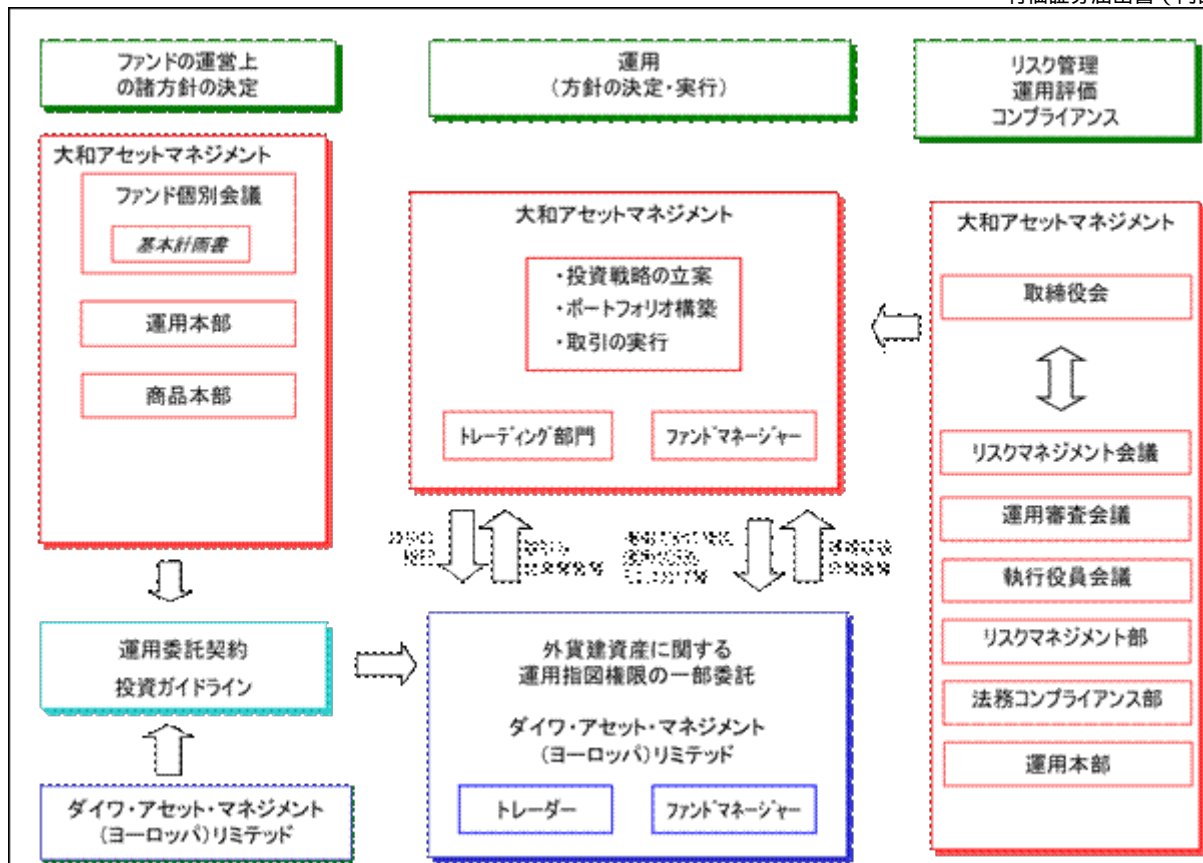 ファンドの運営上
の諸方針の決定
運用
(方針の決定・実行)
リスク管理
運用評価
コンプライアンス
大和アセットマネジメント
ファンド個別会議
基本計画書
運用本部
商品本部
大和アセットマネジメント
・投資戦略の立案
・ポートフォリオ構築
・取引の実行
トレーディング部門
ファンドマネージャー
大和アセットマネジメント
取締役会
リスクマネジメント会議
運用審査会議
執行役員会議
リスクマネジメント部
法務コンプライアンス部
運用本部
運用委託契約
投資ガイドライン
ダイワ・アセット・マネジメント
(ヨーロッパ)リミテッド
外貨建資産に関する
運用指図権限の一部委託
ダイワ・アセット・マネジメント
(ヨーロッパ)リミテッド
トレーダー
ファンドマネージャー